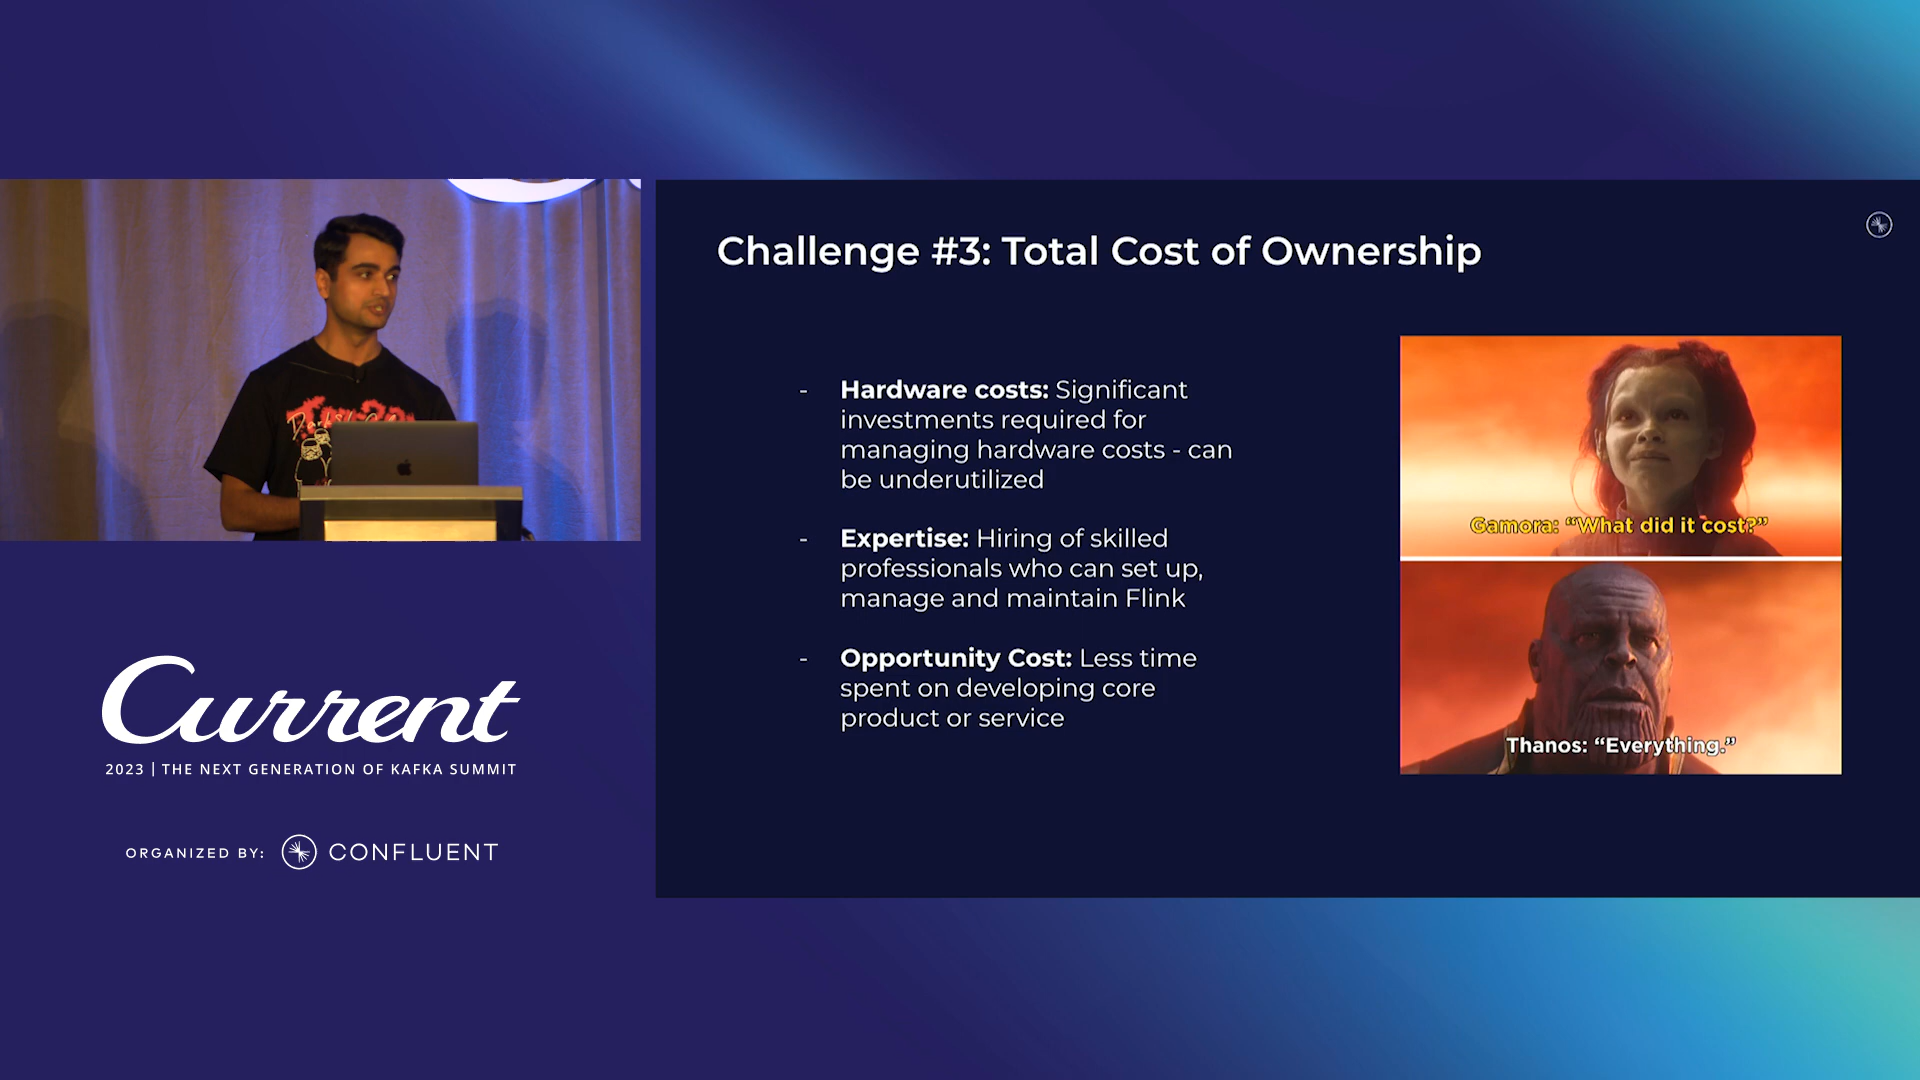 Challenge #3: Total Cost of Ownership
- Hardware costs: Significant
investments required for
managing hardware costs - can
be underutilized
- Expertise: Hiring of skilled
professionals who can set up,
manage and maintain Flink
- Opportunity Cost: Less time
spent on developing core
product or service
Gamora: “What did it cost?”
Thanos: “Everything.”
Current
2023 | THE NEXT GENERATION OF KAFKA SUMMIT
ORGANIZED BY: CONFLUENT